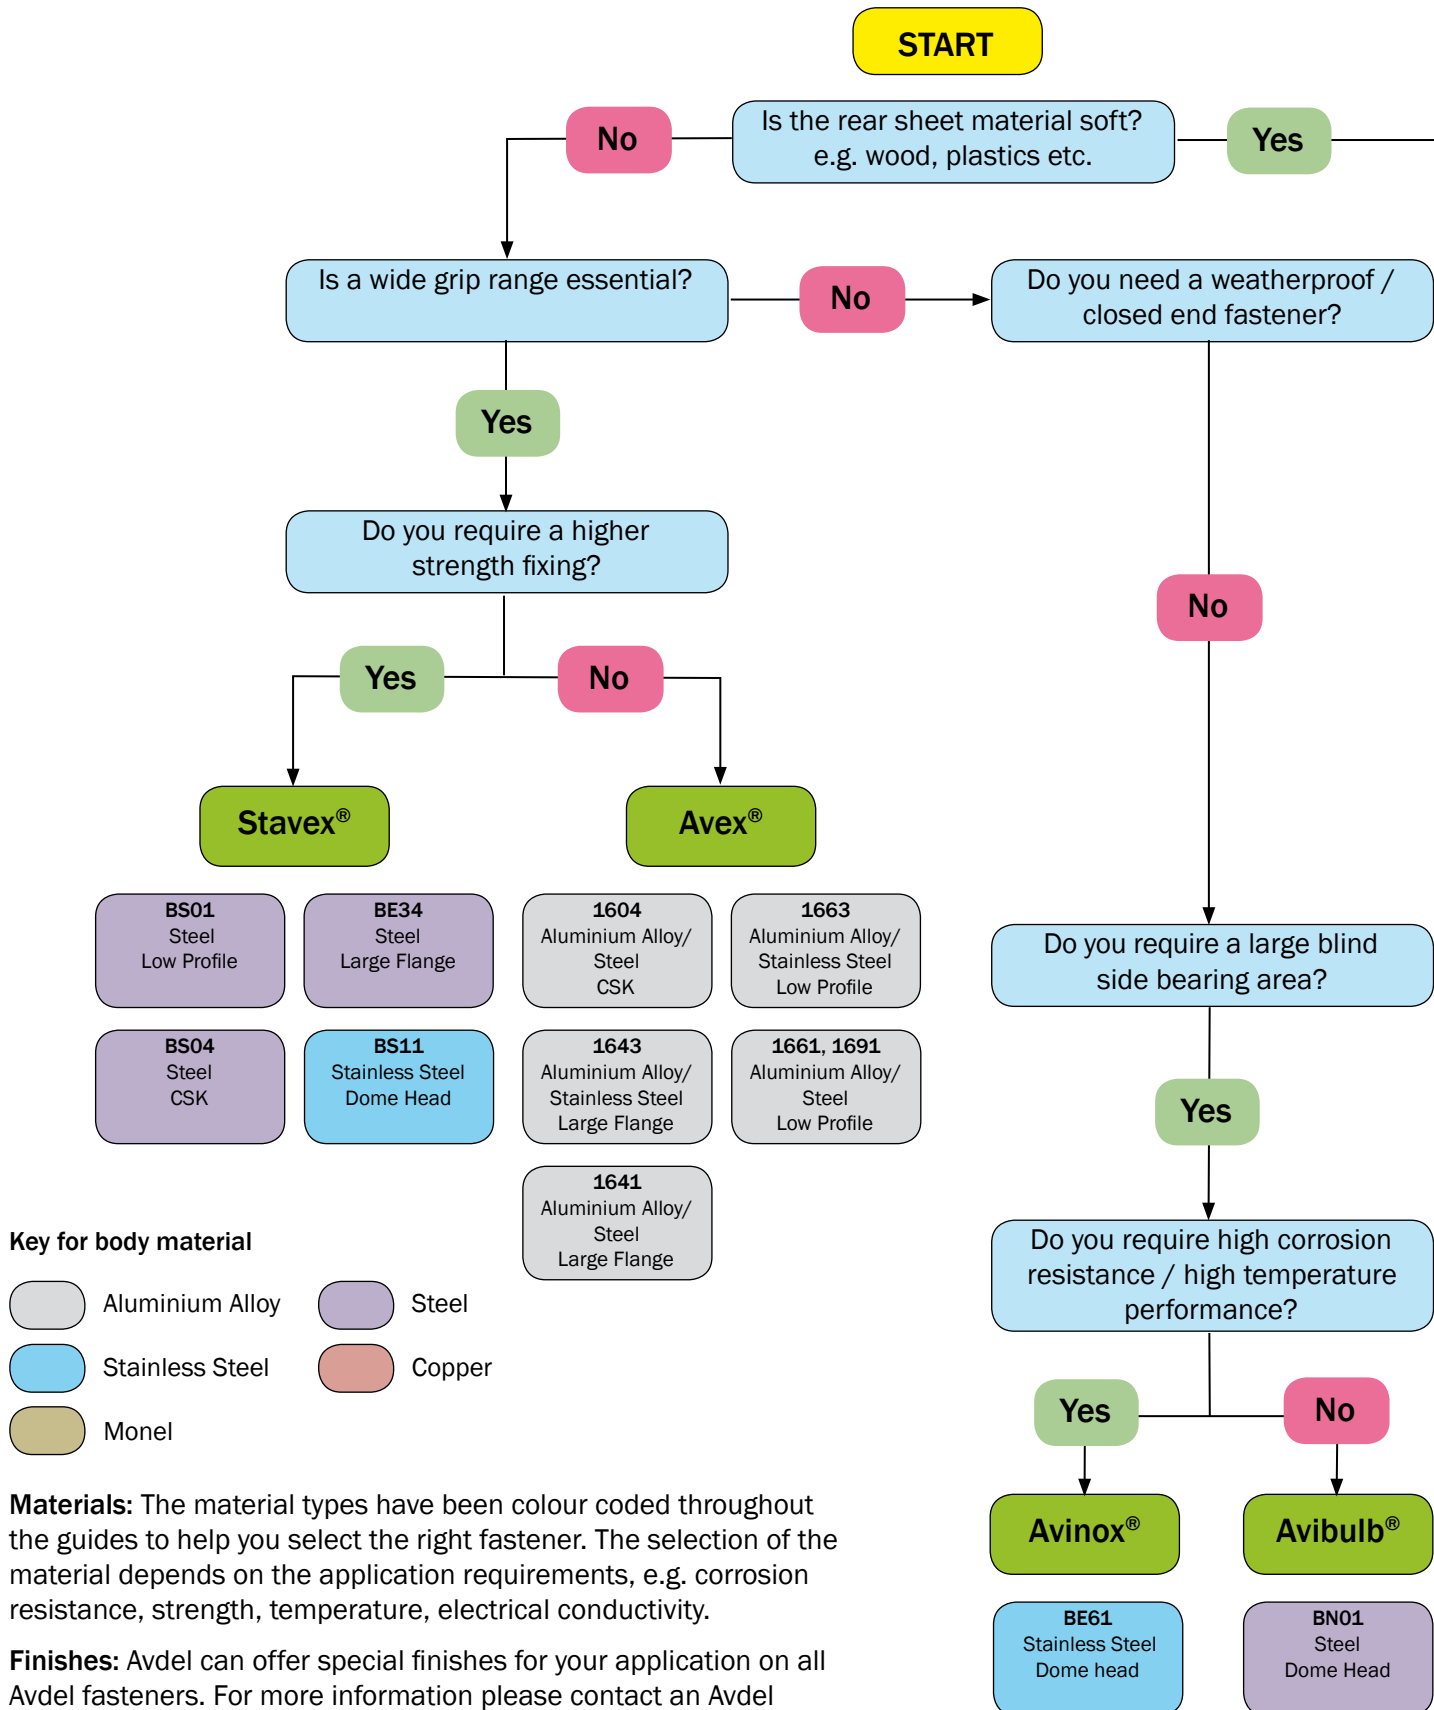 START
No
Is the rear sheet material soft?
e.g. wood, plastics etc.
Yes
Is a wide grip range essential?
No
Do you need a weatherproof /
closed end fastener?
Yes
Do you require a higher
strength fixing?
No
Yes
No
Stavex®
Avex®
BS01
Steel
Low Profile
BE34
Steel
Large Flange
1604
Aluminium Alloy/
Steel
CSK
1663
Aluminium Alloy/
Stainless Steel
Low Profile
Do you require a large blind
side bearing area?
BS04
Steel
CSK
BS11
Stainless Steel
Dome Head
1643
Aluminium Alloy/
Stainless Steel
Large Flange
1661, 1691
Aluminium Alloy/
Steel
Low Profile
Yes
1641
Aluminium Alloy/
Steel
Large Flange
Do you require high corrosion
resistance / high temperature
performance?
Key for body material
Aluminium Alloy
Steel
Stainless Steel
Copper
Monel
Yes
No
Avinox®
Avibulb®
BE61
Stainless Steel
Dome head
BN01
Steel
Dome Head
Materials: The material types have been colour coded throughout
the guides to help you select the right fastener. The selection of the
material depends on the application requirements, e.g. corrosion
resistance, strength, temperature, electrical conductivity.
Finishes: Avdel can offer special finishes for your application on all
Avdel fasteners. For more information please contact an Avdel